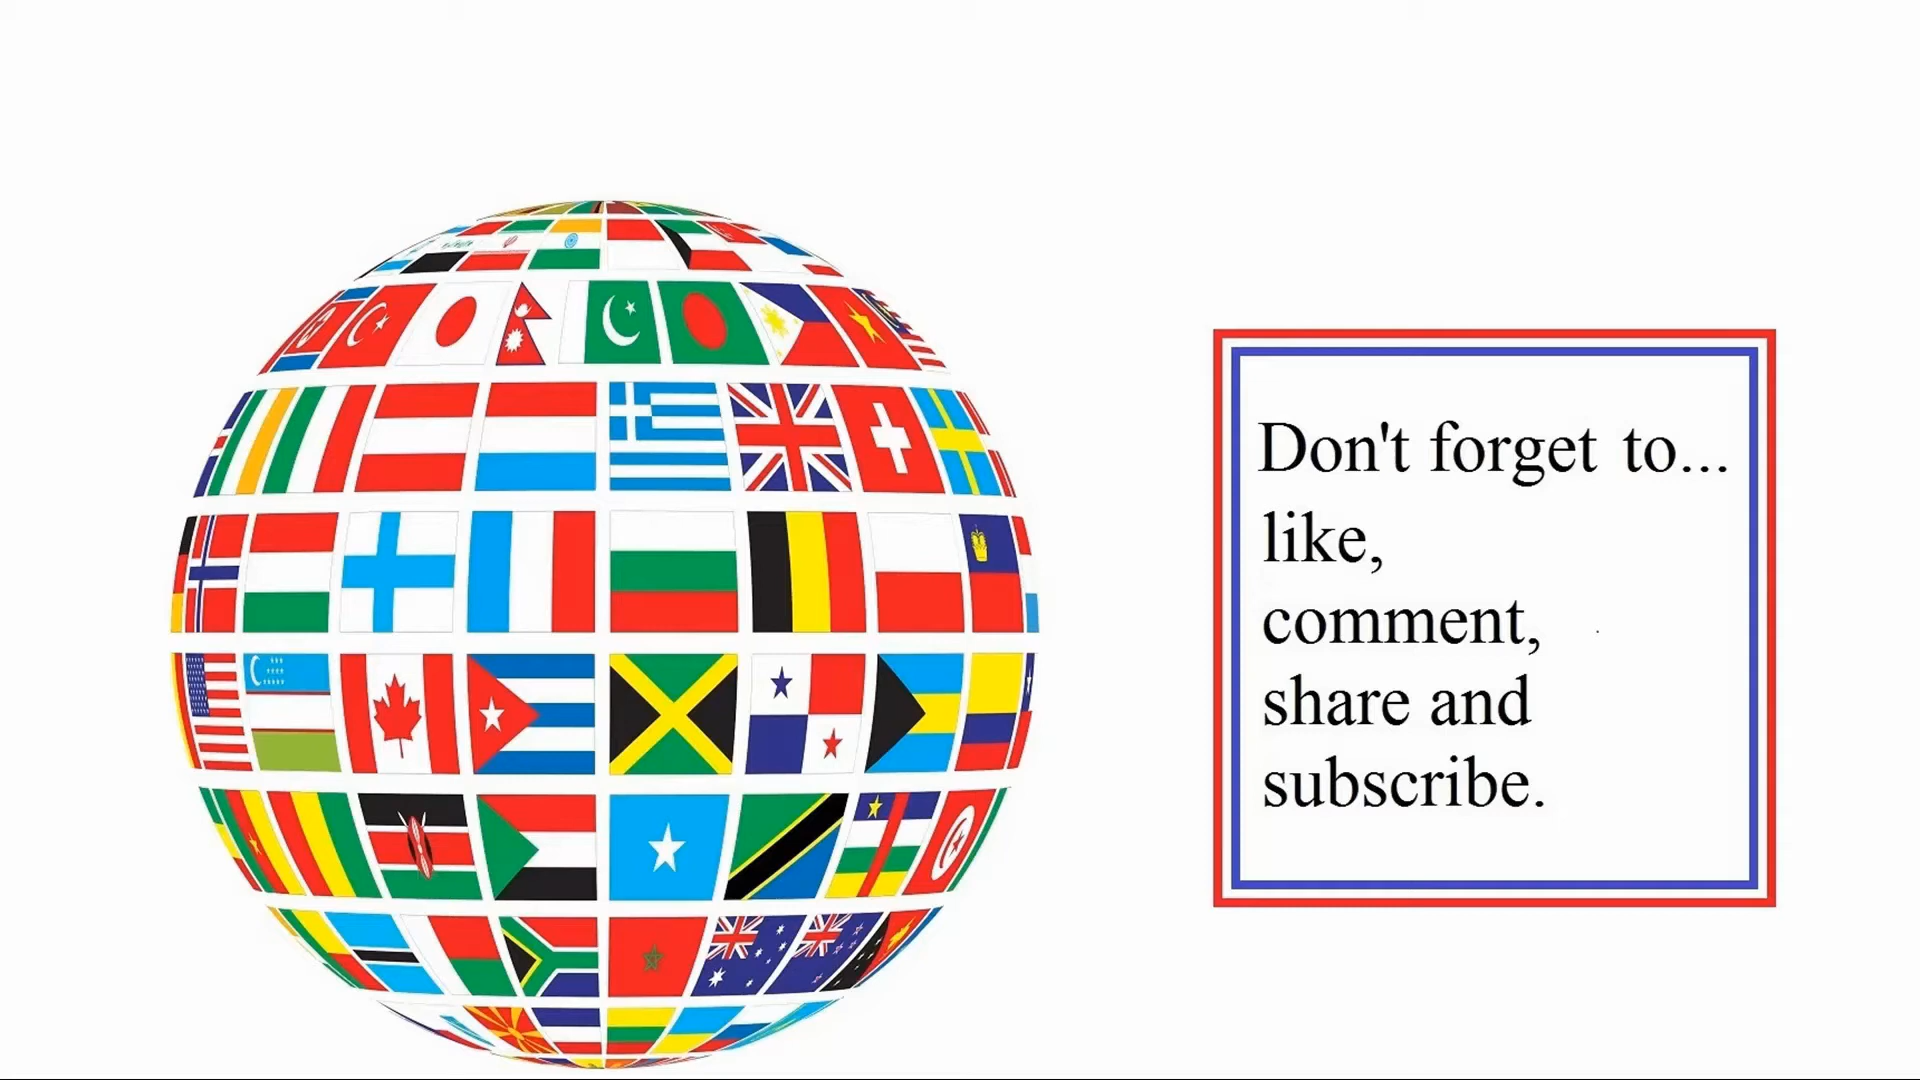 Don't forget to...
like,
comment,
share and
subscribe.